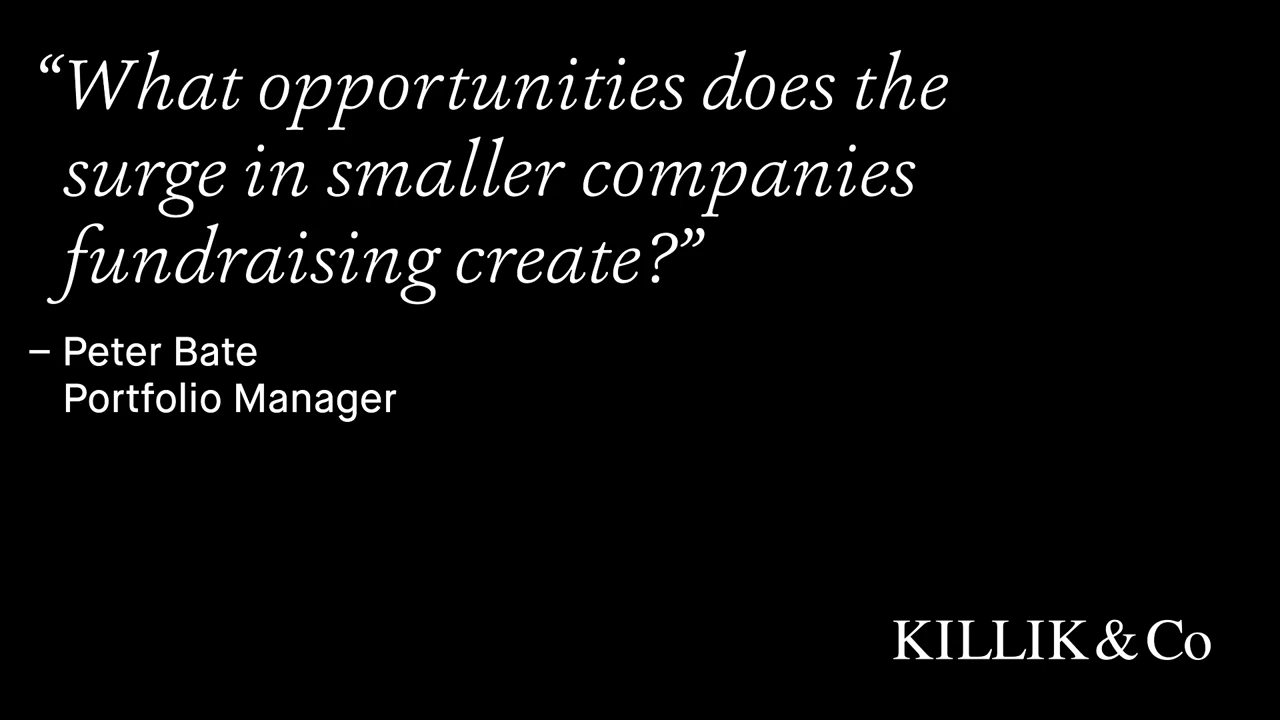 “What opportunities does the
surge in smaller companies
fundraising create?”
– Peter Bate
Portfolio Manager
KILLIK & Co